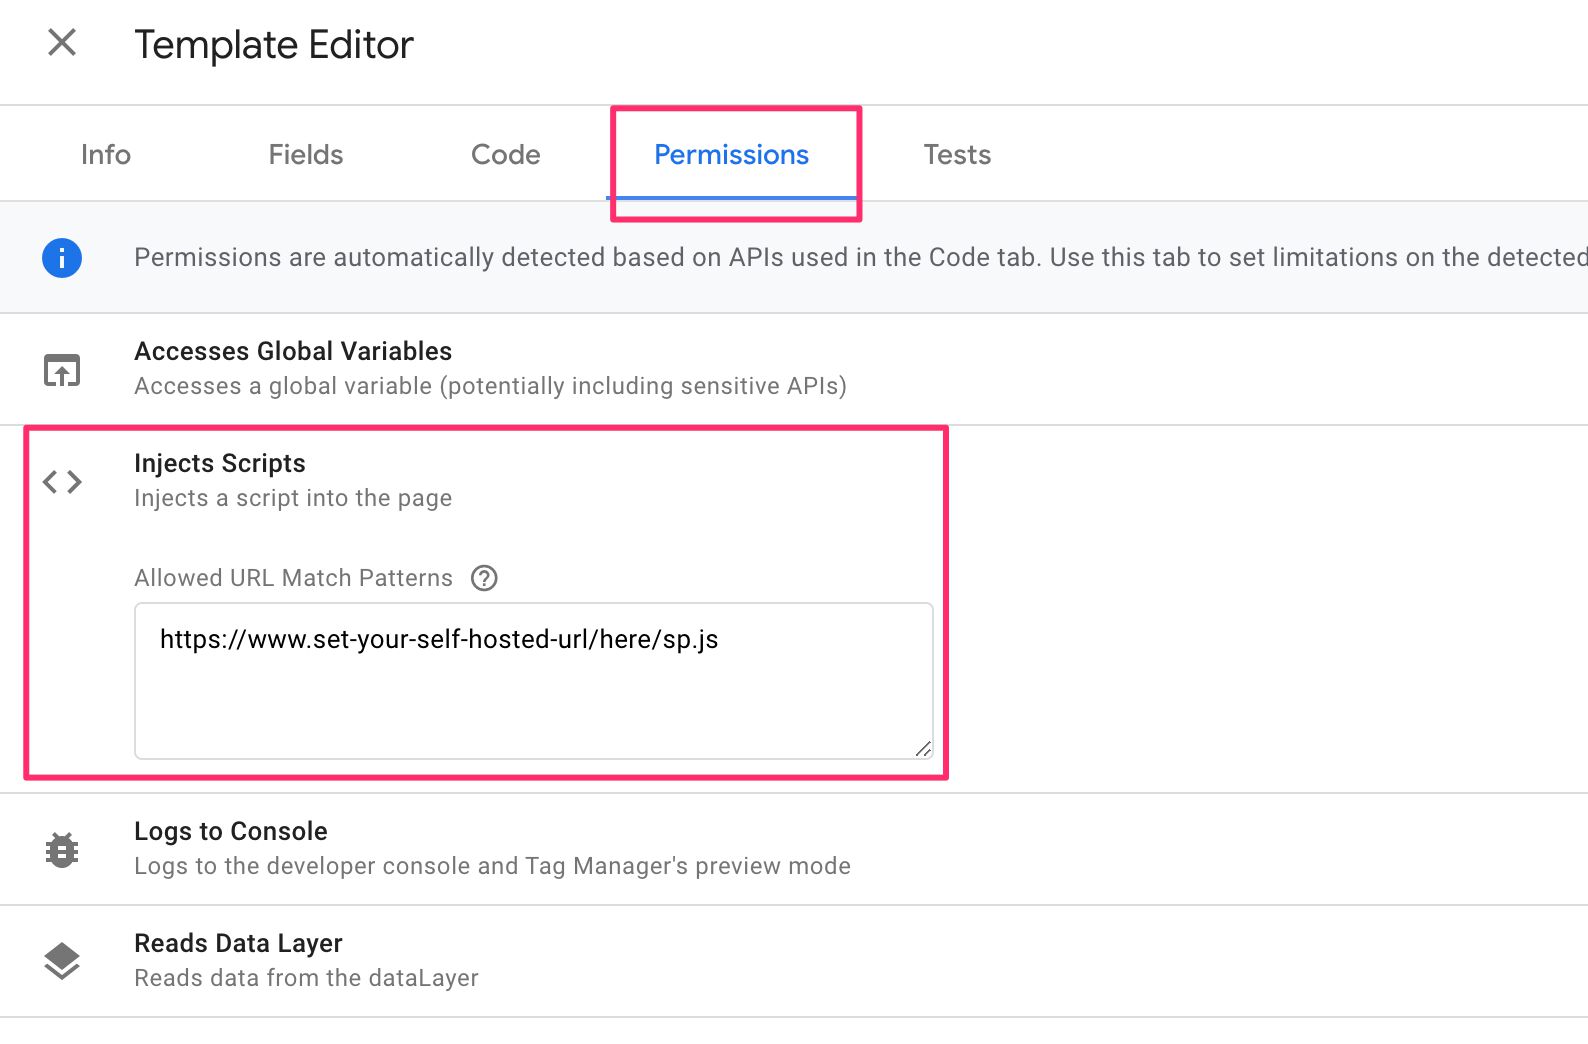 Template Editor
Info Fields Code Permissions Tests
Permissions are automatically detected based on APIs used in the Code tab. Use this tab to set limitations on the detected
Accesses Global Variables
Accesses a global variable (potentially including sensitive APIs)
Injects Scripts
Injects a script into the page
Allowed URL Match Patterns
https://www.set-your-self-hosted-url/here/sp.js
Logs to Console
Logs to the developer console and Tag Manager's preview mode
Reads Data Layer
Reads data from the dataLayer